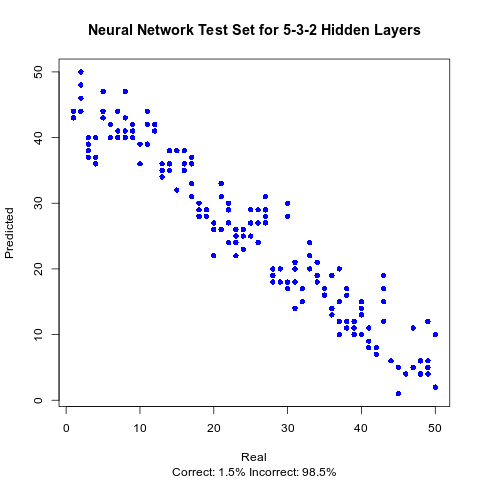 Neural Network Test Set for 5-3-2 Hidden Layers
Predicted
50
40
30
20
10
0
0 10 20 30 40 50
Real
Correct: 1.5% Incorrect: 98.5%